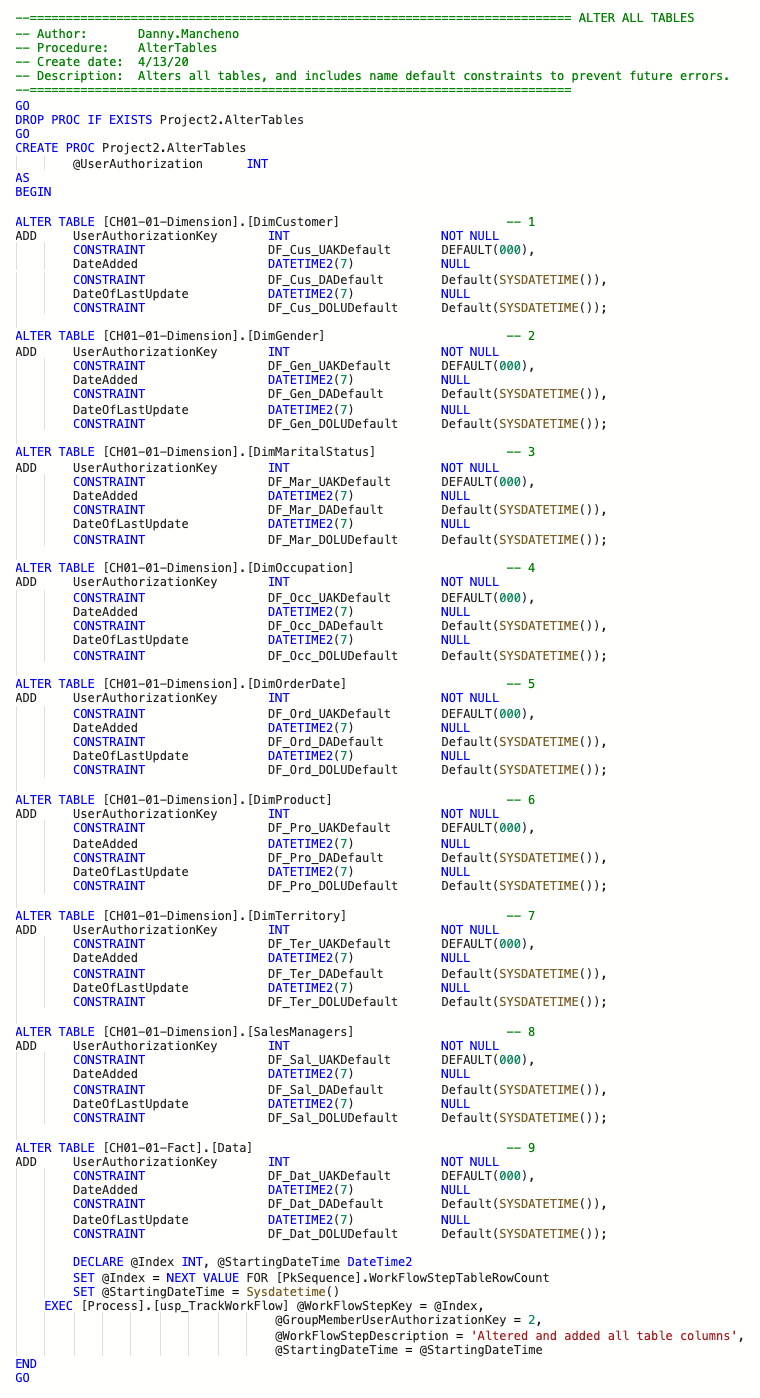 --=========================================================================== ALTER ALL TABLES
-- Author:       Danny.Mancheno
-- Procedure:    AlterTables
-- Create date:  4/13/20
-- Description:  Alters all tables, and includes name default constraints to prevent future errors.
--===========================================================================
GO
DROP PROC IF EXISTS Project2.AlterTables
GO
CREATE PROC Project2.AlterTables
        @UserAuthorization      INT
AS
BEGIN
ALTER TABLE [CH01-01-Dimension].[DimCustomer]                       -- 1
ADD     UserAuthorizationKey       INT                     NOT NULL
        CONSTRAINT                 DF_Cus_UAKDefault       DEFAULT(000),
        DateAdded                  DATETIME2(7)            NULL
        CONSTRAINT                 DF_Cus_DADefault        Default(SYSDATETIME()),
        DateOfLastUpdate           DATETIME2(7)            NULL
        CONSTRAINT                 DF_Cus_DOLUDefault      Default(SYSDATETIME());
ALTER TABLE [CH01-01-Dimension].[DimGender]                         -- 2
ADD     UserAuthorizationKey       INT                     NOT NULL
        CONSTRAINT                 DF_Gen_UAKDefault       DEFAULT(000),
        DateAdded                  DATETIME2(7)            NULL
        CONSTRAINT                 DF_Gen_DADefault        Default(SYSDATETIME()),
        DateOfLastUpdate           DATETIME2(7)            NULL
        CONSTRAINT                 DF_Gen_DOLUDefault      Default(SYSDATETIME());
ALTER TABLE [CH01-01-Dimension].[DimMaritalStatus]                  -- 3
ADD     UserAuthorizationKey       INT                     NOT NULL
        CONSTRAINT                 DF_Mar_UAKDefault       DEFAULT(000),
        DateAdded                  DATETIME2(7)            NULL
        CONSTRAINT                 DF_Mar_DADefault        Default(SYSDATETIME()),
        DateOfLastUpdate           DATETIME2(7)            NULL
        CONSTRAINT                 DF_Mar_DOLUDefault      Default(SYSDATETIME());
ALTER TABLE [CH01-01-Dimension].[DimOccupation]                     -- 4
ADD     UserAuthorizationKey       INT                     NOT NULL
        CONSTRAINT                 DF_Occ_UAKDefault       DEFAULT(000),
        DateAdded                  DATETIME2(7)            NULL
        CONSTRAINT                 DF_Occ_DADefault        Default(SYSDATETIME()),
        DateOfLastUpdate           DATETIME2(7)            NULL
        CONSTRAINT                 DF_Occ_DOLUDefault      Default(SYSDATETIME());
ALTER TABLE [CH01-01-Dimension].[DimOrderDate]                      -- 5
ADD     UserAuthorizationKey       INT                     NOT NULL
        CONSTRAINT                 DF_Ord_UAKDefault       DEFAULT(000),
        DateAdded                  DATETIME2(7)            NULL
        CONSTRAINT                 DF_Ord_DADefault        Default(SYSDATETIME()),
        DateOfLastUpdate           DATETIME2(7)            NULL
        CONSTRAINT                 DF_Ord_DOLUDefault      Default(SYSDATETIME());
ALTER TABLE [CH01-01-Dimension].[DimProduct]                        -- 6
ADD     UserAuthorizationKey       INT                     NOT NULL
        CONSTRAINT                 DF_Pro_UAKDefault       DEFAULT(000),
        DateAdded                  DATETIME2(7)            NULL
        CONSTRAINT                 DF_Pro_DADefault        Default(SYSDATETIME()),
        DateOfLastUpdate           DATETIME2(7)            NULL
        CONSTRAINT                 DF_Pro_DOLUDefault      Default(SYSDATETIME());
ALTER TABLE [CH01-01-Dimension].[DimTerritory]                      -- 7
ADD     UserAuthorizationKey       INT                     NOT NULL
        CONSTRAINT                 DF_Ter_UAKDefault       DEFAULT(000),
        DateAdded                  DATETIME2(7)            NULL
        CONSTRAINT                 DF_Ter_DADefault        Default(SYSDATETIME()),
        DateOfLastUpdate           DATETIME2(7)            NULL
        CONSTRAINT                 DF_Ter_DOLUDefault      Default(SYSDATETIME());
ALTER TABLE [CH01-01-Dimension].[SalesManagers]                     -- 8
ADD     UserAuthorizationKey       INT                     NOT NULL
        CONSTRAINT                 DF_Sal_UAKDefault       DEFAULT(000),
        DateAdded                  DATETIME2(7)            NULL
        CONSTRAINT                 DF_Sal_DADefault        Default(SYSDATETIME()),
        DateOfLastUpdate           DATETIME2(7)            NULL
        CONSTRAINT                 DF_Sal_DOLUDefault      Default(SYSDATETIME());
ALTER TABLE [CH01-01-Fact].[Data]                                   -- 9
ADD     UserAuthorizationKey       INT                     NOT NULL
        CONSTRAINT                 DF_Dat_UAKDefault       DEFAULT(000),
        DateAdded                  DATETIME2(7)            NULL
        CONSTRAINT                 DF_Dat_DADefault        Default(SYSDATETIME()),
        DateOfLastUpdate           DATETIME2(7)            NULL
        CONSTRAINT                 DF_Dat_DOLUDefault      Default(SYSDATETIME());
        DECLARE @Index INT, @StartingDateTime DateTime2
        SET @Index = NEXT VALUE FOR [PkSequence].WorkFlowStepTableRowCount
        SET @StartingDateTime = Sysdatetime()
    EXEC [Process].[usp_TrackWorkFlow] @WorkFlowStepKey = @Index,
                                    @GroupMemberUserAuthorizationKey = 2,
                                    @WorkFlowStepDescription = 'Altered and added all table columns',
                                    @StartingDateTime = @StartingDateTime
END
GO